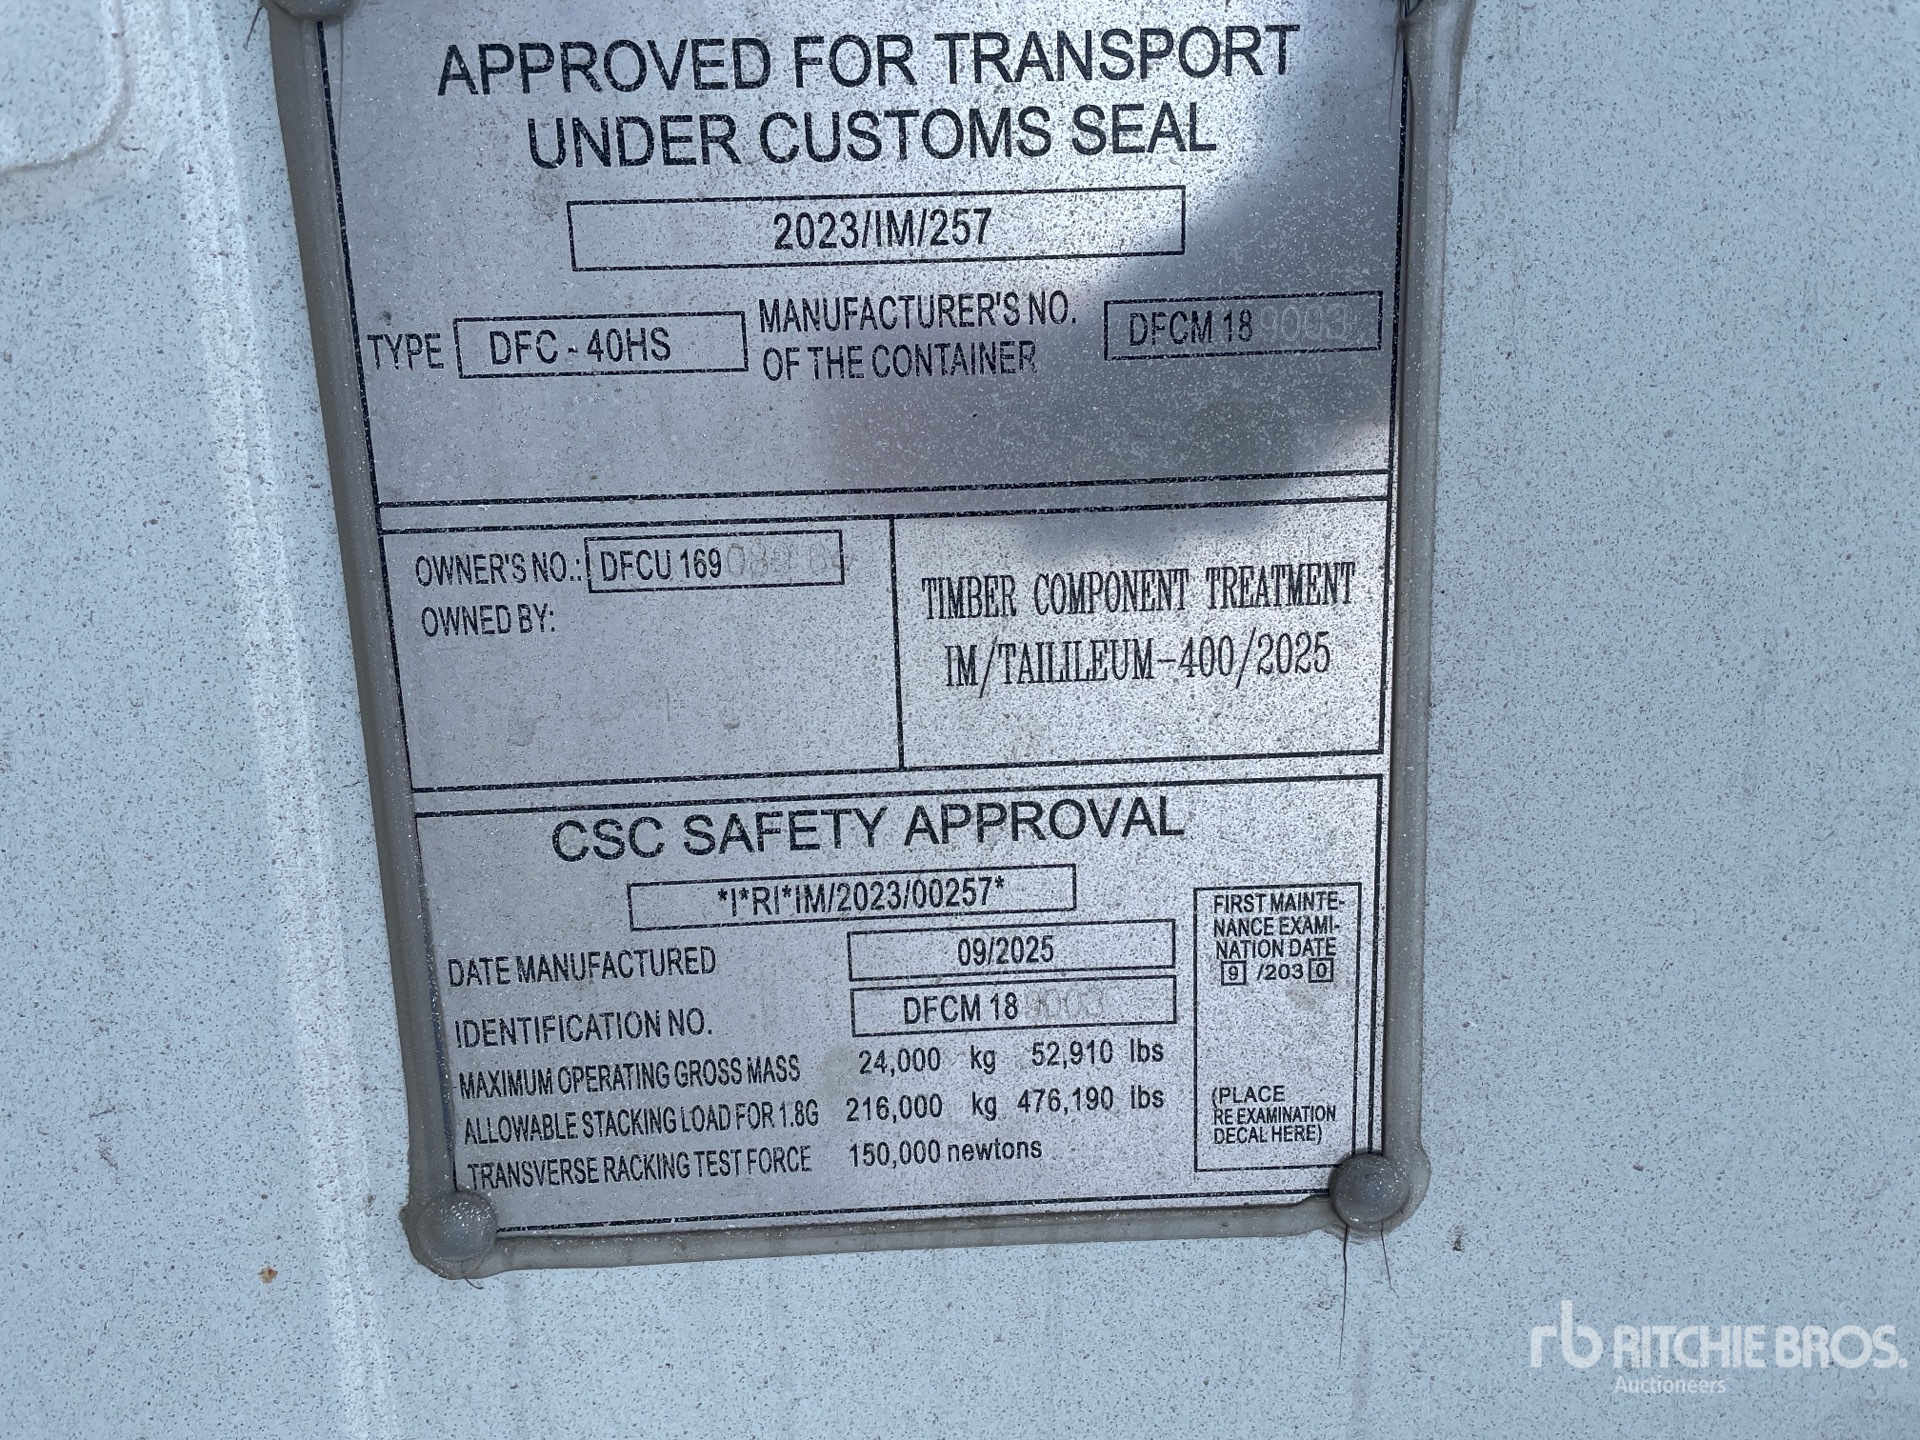 APPROVED FOR TRANSPORT
UNDER CUSTOMS SEAL
2023/IM/257
TYPE DFC - 40HS
MANUFACTURER'S NO.
OF THE CONTAINER
DFCM 189003
OWNER'S NO.: DFCU 169
OWNED BY:
TIMBER COMPONENT TREATMENT
IM/TAILILEUM-400/2025
CSC SAFETY APPROVAL
*I*RI*IM/2023/00257*
DATE MANUFACTURED 09/2025
IDENTIFICATION NO. DFCM 189003
MAXIMUM OPERATING GROSS MASS 24,000 kg 52,910 lbs
ALLOWABLE STACKING LOAD FOR 1.8G 216,000 kg 476,190 lbs
TRANSVERSE RACKING TEST FORCE 150,000 newtons
FIRST MAINTE-
NANCE EXAMI-
NATION DATE
9 /203 0
(PLACE
RE EXAMINATION
DECAL HERE)
rb RITCHIE BROS.
Auctioneers